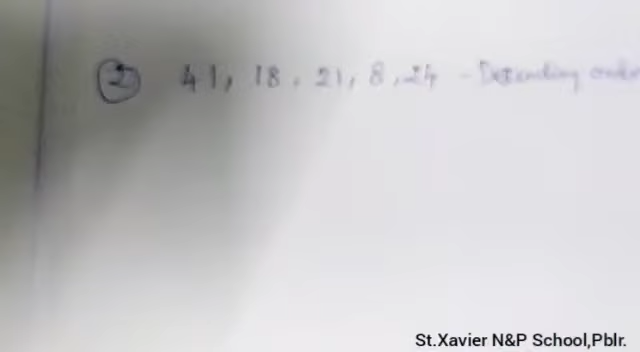 ② 41, 18, 21, 8, 24 - Descending order
St.Xavier N&P School,Pblr.